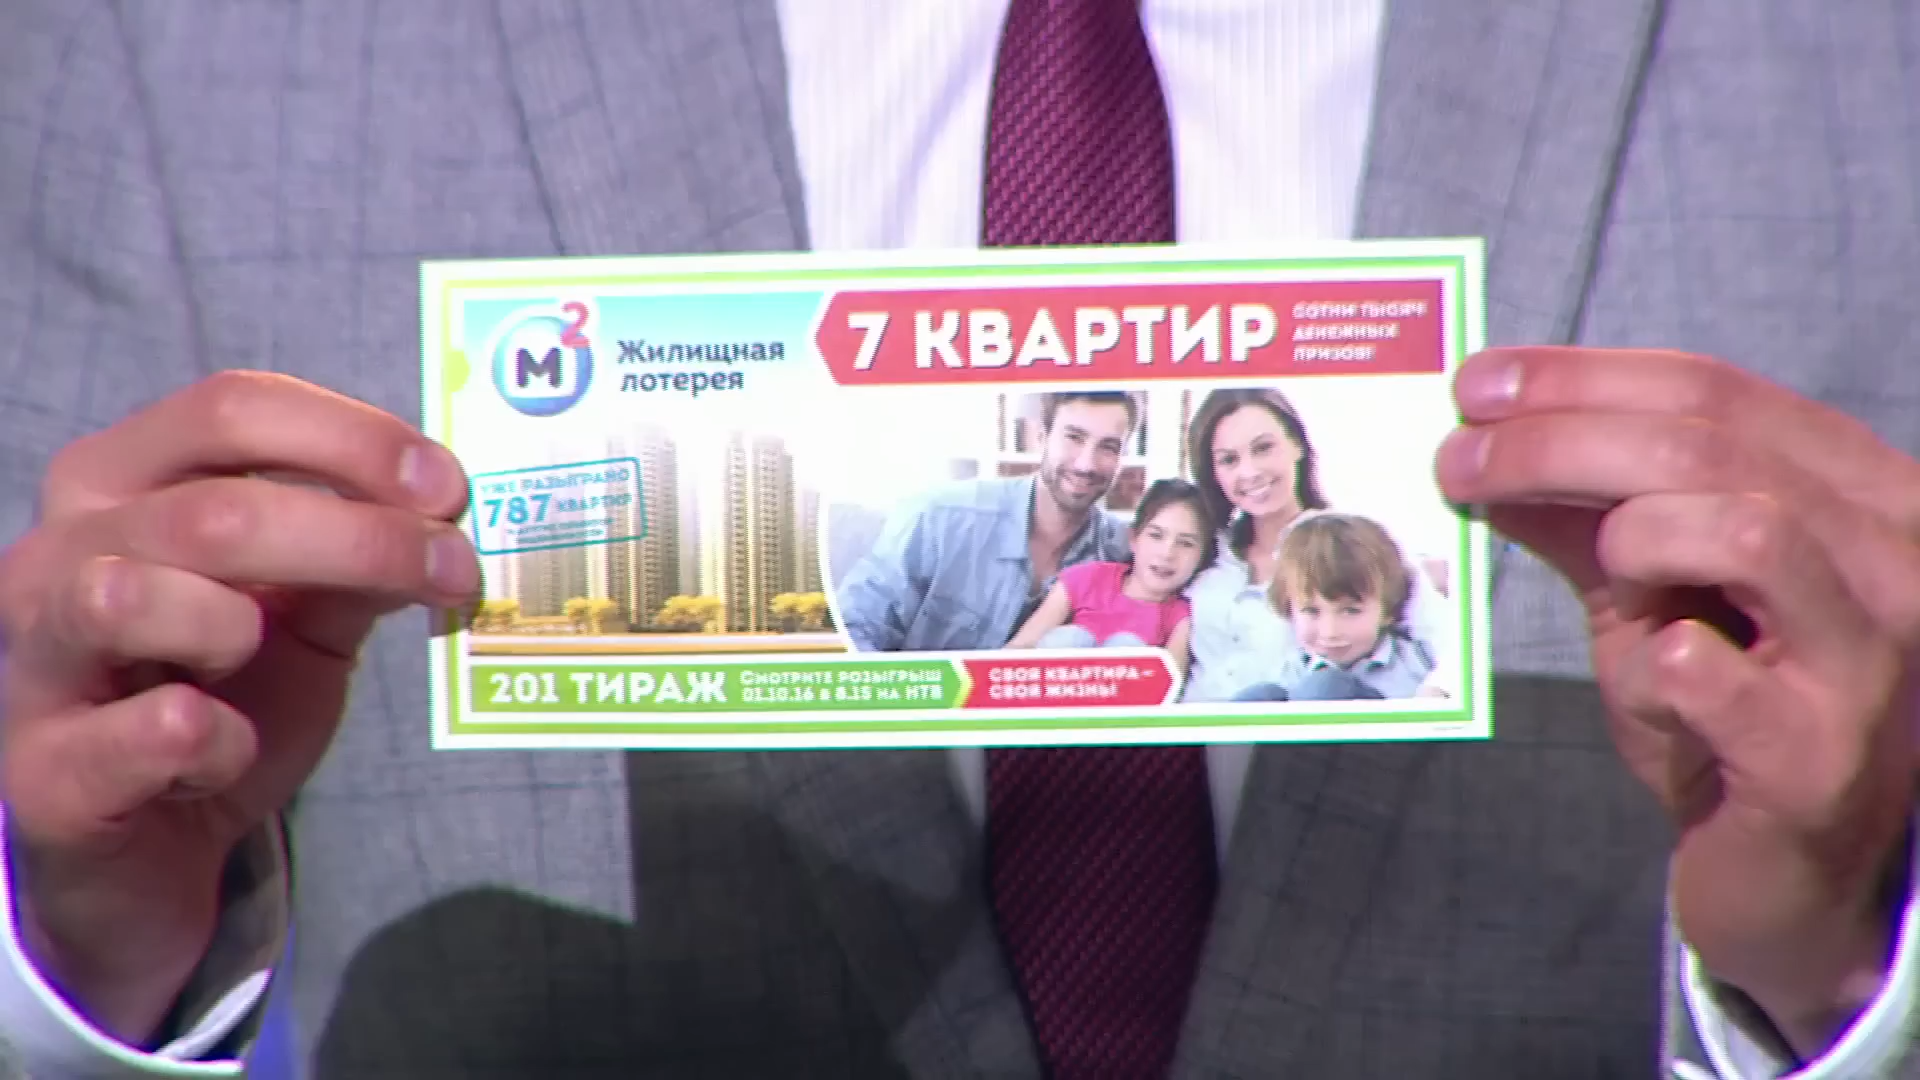 М2
Жилищная
лотерея
7 КВАРТИР
СОТНИ ТЫСЯЧ
ДЕНЕЖНЫХ
ПРИЗОВ!
УЖЕ РАЗЫГРАНО
787 КВАРТИР
201 ТИРАЖ
СМОТРИТЕ РОЗЫГРЫШ
01.10.16 в 8.15 НА НТВ
СВОЯ КВАРТИРА –
СВОЯ ЖИЗНЬ!